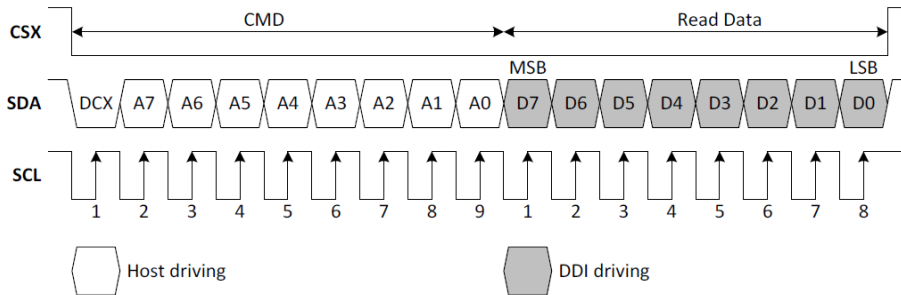 CMD Read Data
CSX
MSB LSB
SDA DCX A7 A6 A5 A4 A3 A2 A1 A0 D7 D6 D5 D4 D3 D2 D1 D0
SCL
1 2 3 4 5 6 7 8 9 1 2 3 4 5 6 7 8
Host driving DDI driving